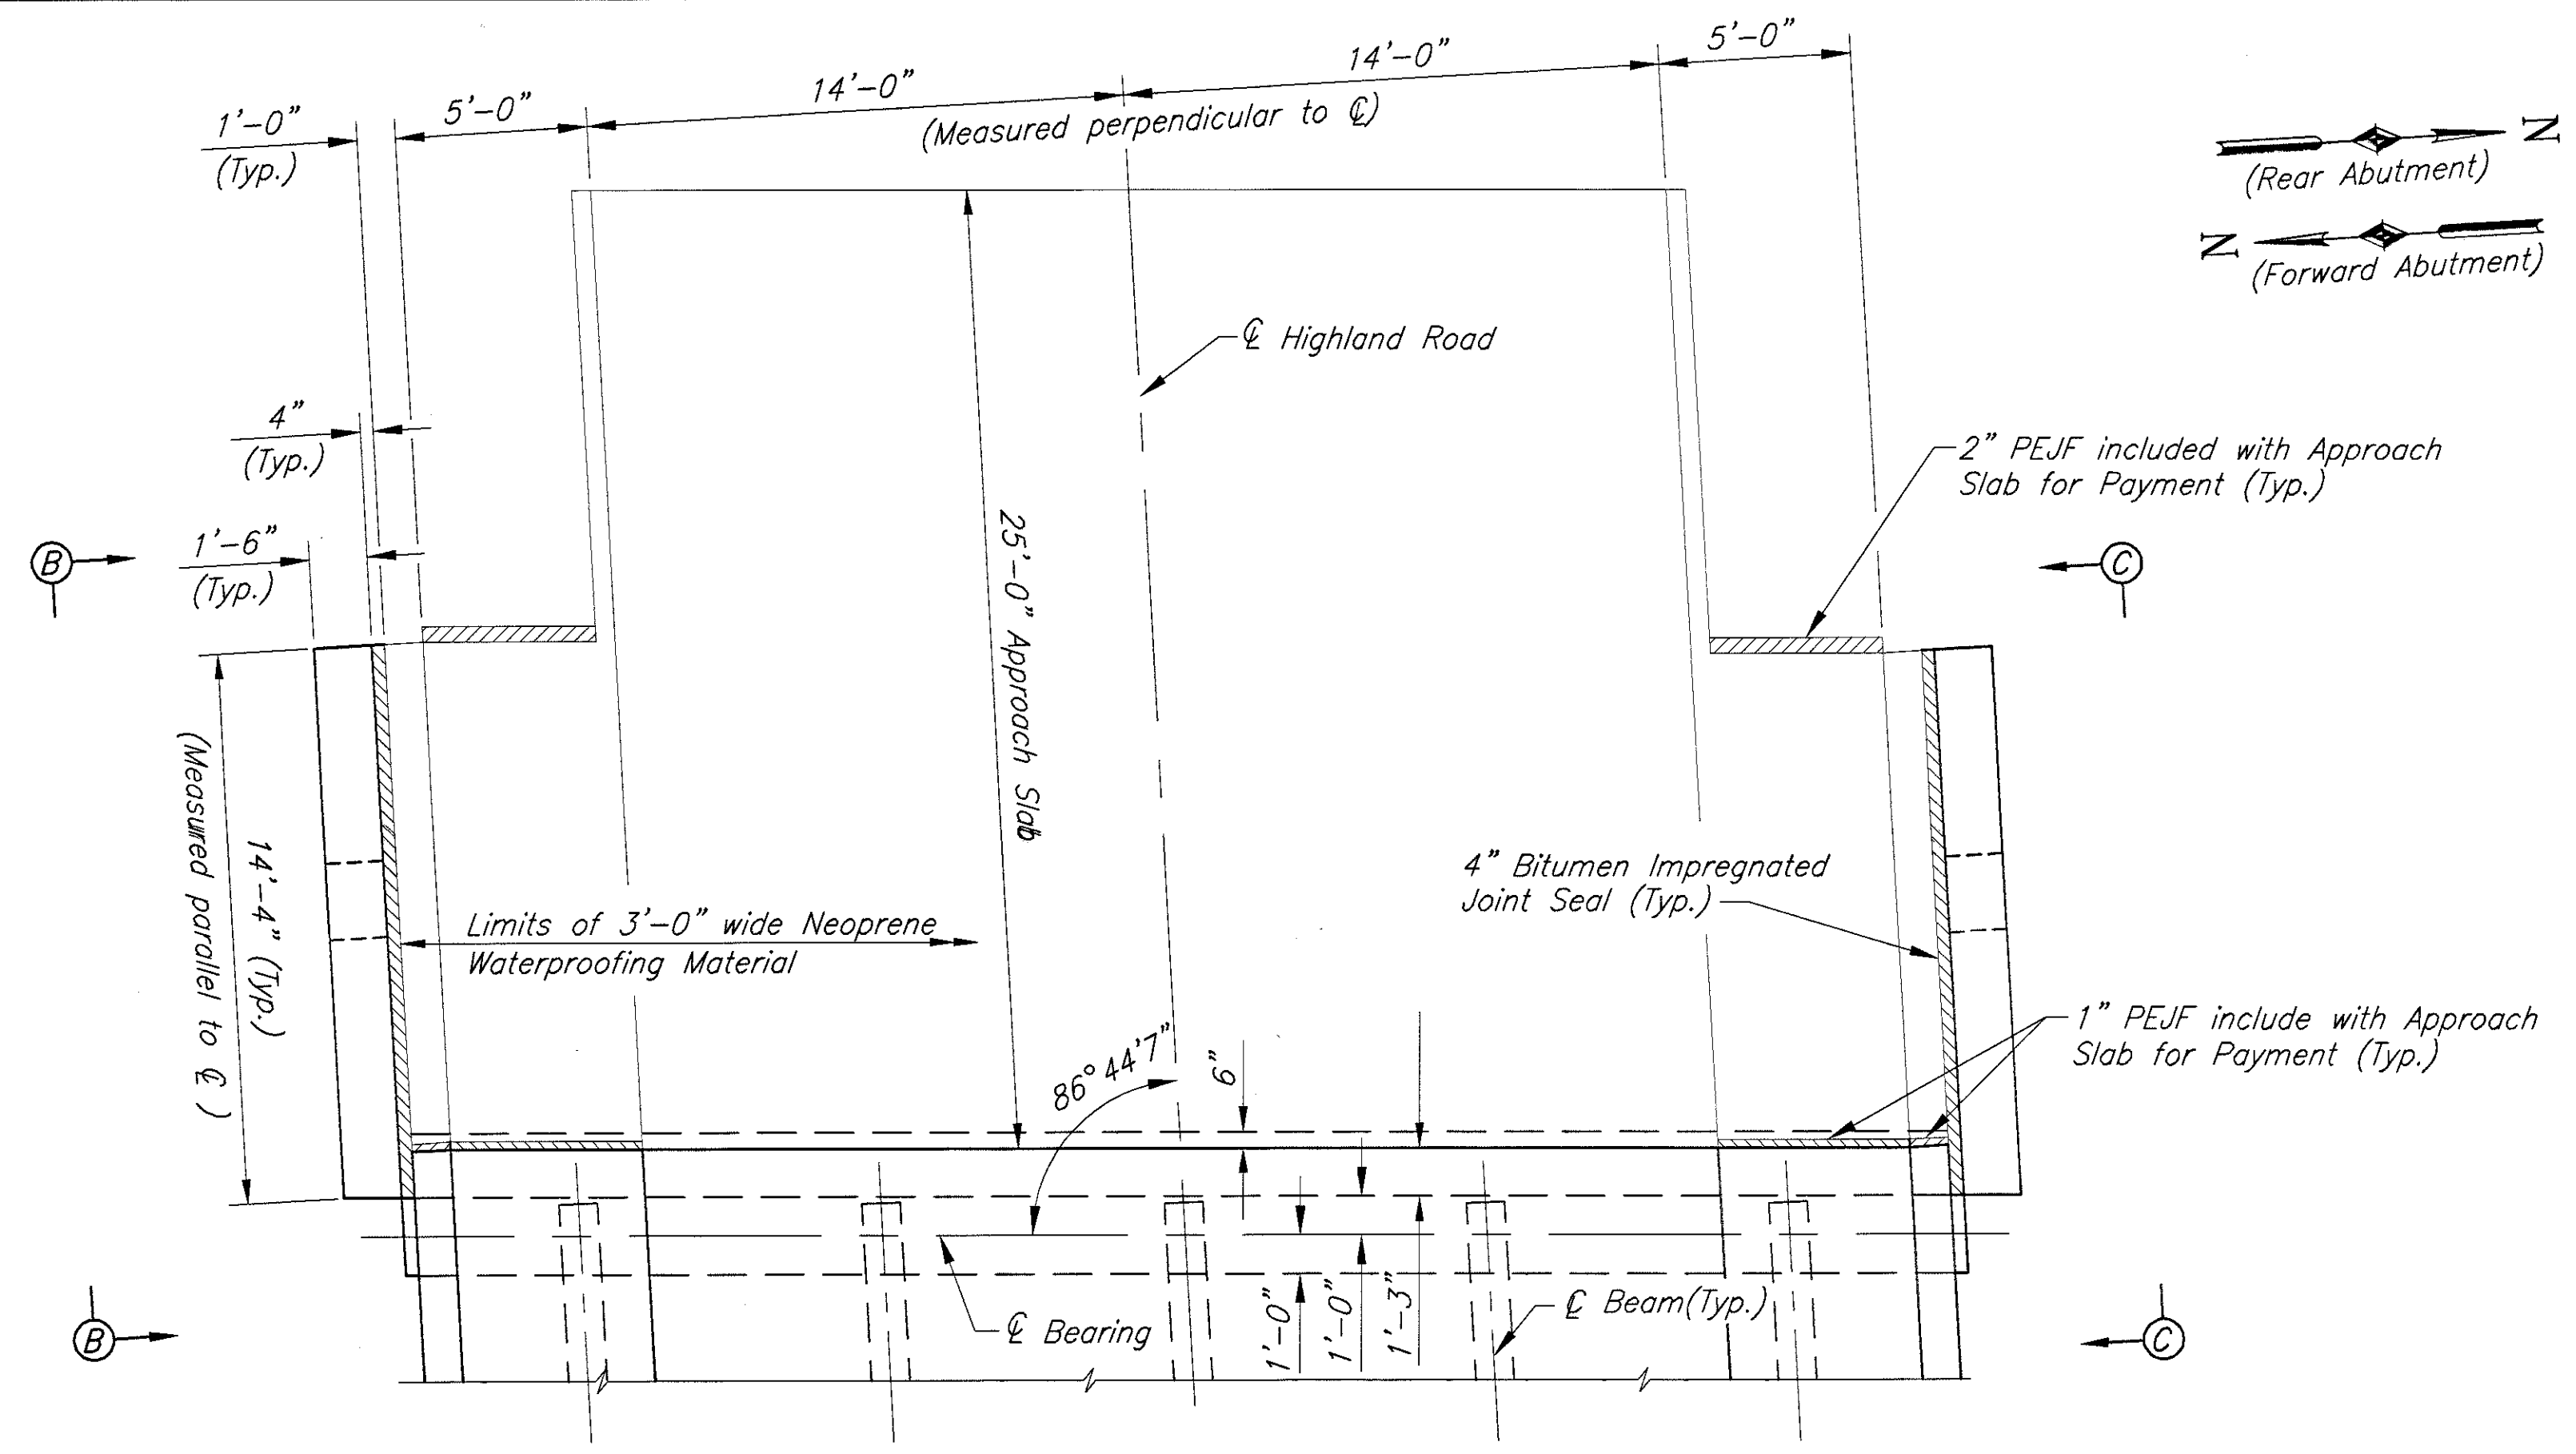 5'-0"
14'-0"
14'-0"
5'-0"
1'-0"
(Typ.)
(Measured perpendicular to ℄)
N
(Rear Abutment)
N
(Forward Abutment)
℄ Highland Road
4"
(Typ.)
2" PEJF included with Approach
Slab for Payment (Typ.)
1'-6"
(Typ.)
B
C
25'-0" Approach Slab
14'-4" (Typ.)
(Measured parallel to ℄ )
4" Bitumen Impregnated
Joint Seal (Typ.)
Limits of 3'-0" wide Neoprene
Waterproofing Material
1" PEJF include with Approach
Slab for Payment (Typ.)
86° 44'7"
9"
1'-0"
1'-0"
1'-3"
℄ Beam(Typ.)
℄ Bearing
B
C